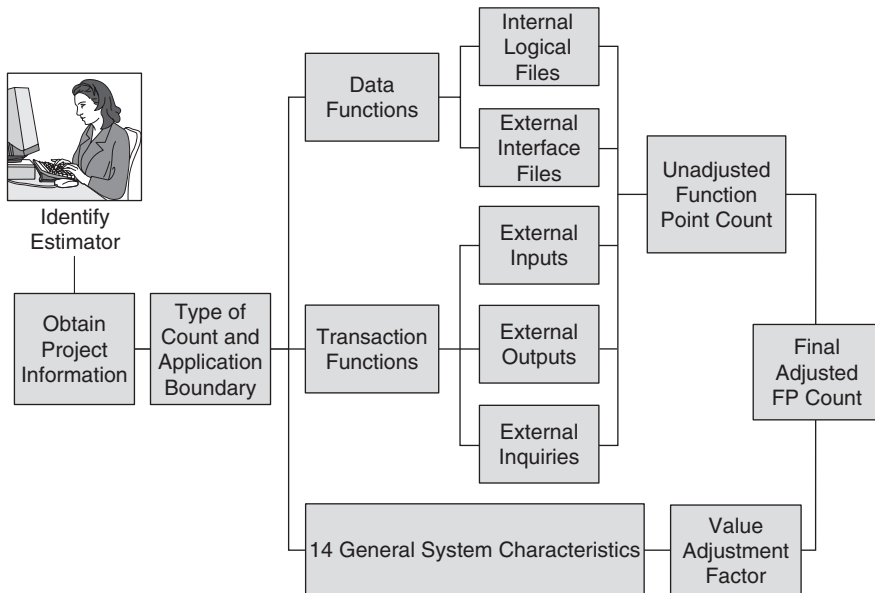 Identify
Estimator
Obtain
Project
Information
Type of
Count and
Application
Boundary
Data
Functions
Internal
Logical
Files
External
Interface
Files
Transaction
Functions
External
Inputs
External
Outputs
External
Inquiries
Unadjusted
Function
Point Count
14 General System Characteristics
Value
Adjustment
Factor
Final
Adjusted
FP Count